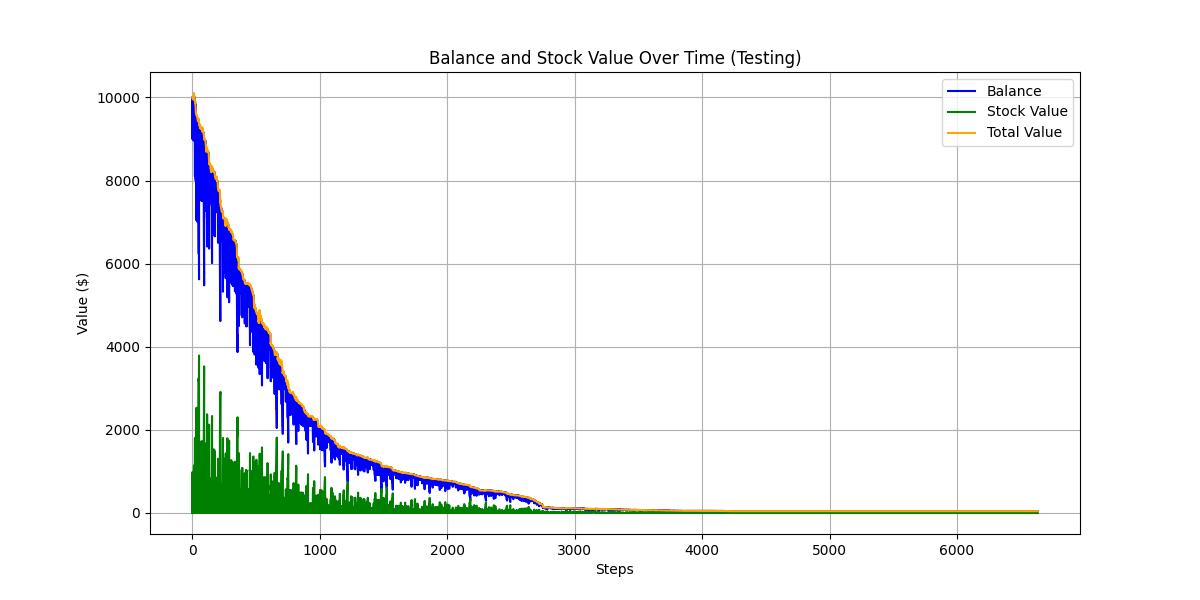 Balance and Stock Value Over Time (Testing)
Balance
Stock Value
Total Value
Value ($)
10000
8000
6000
4000
2000
0
0 1000 2000 3000 4000 5000 6000
Steps